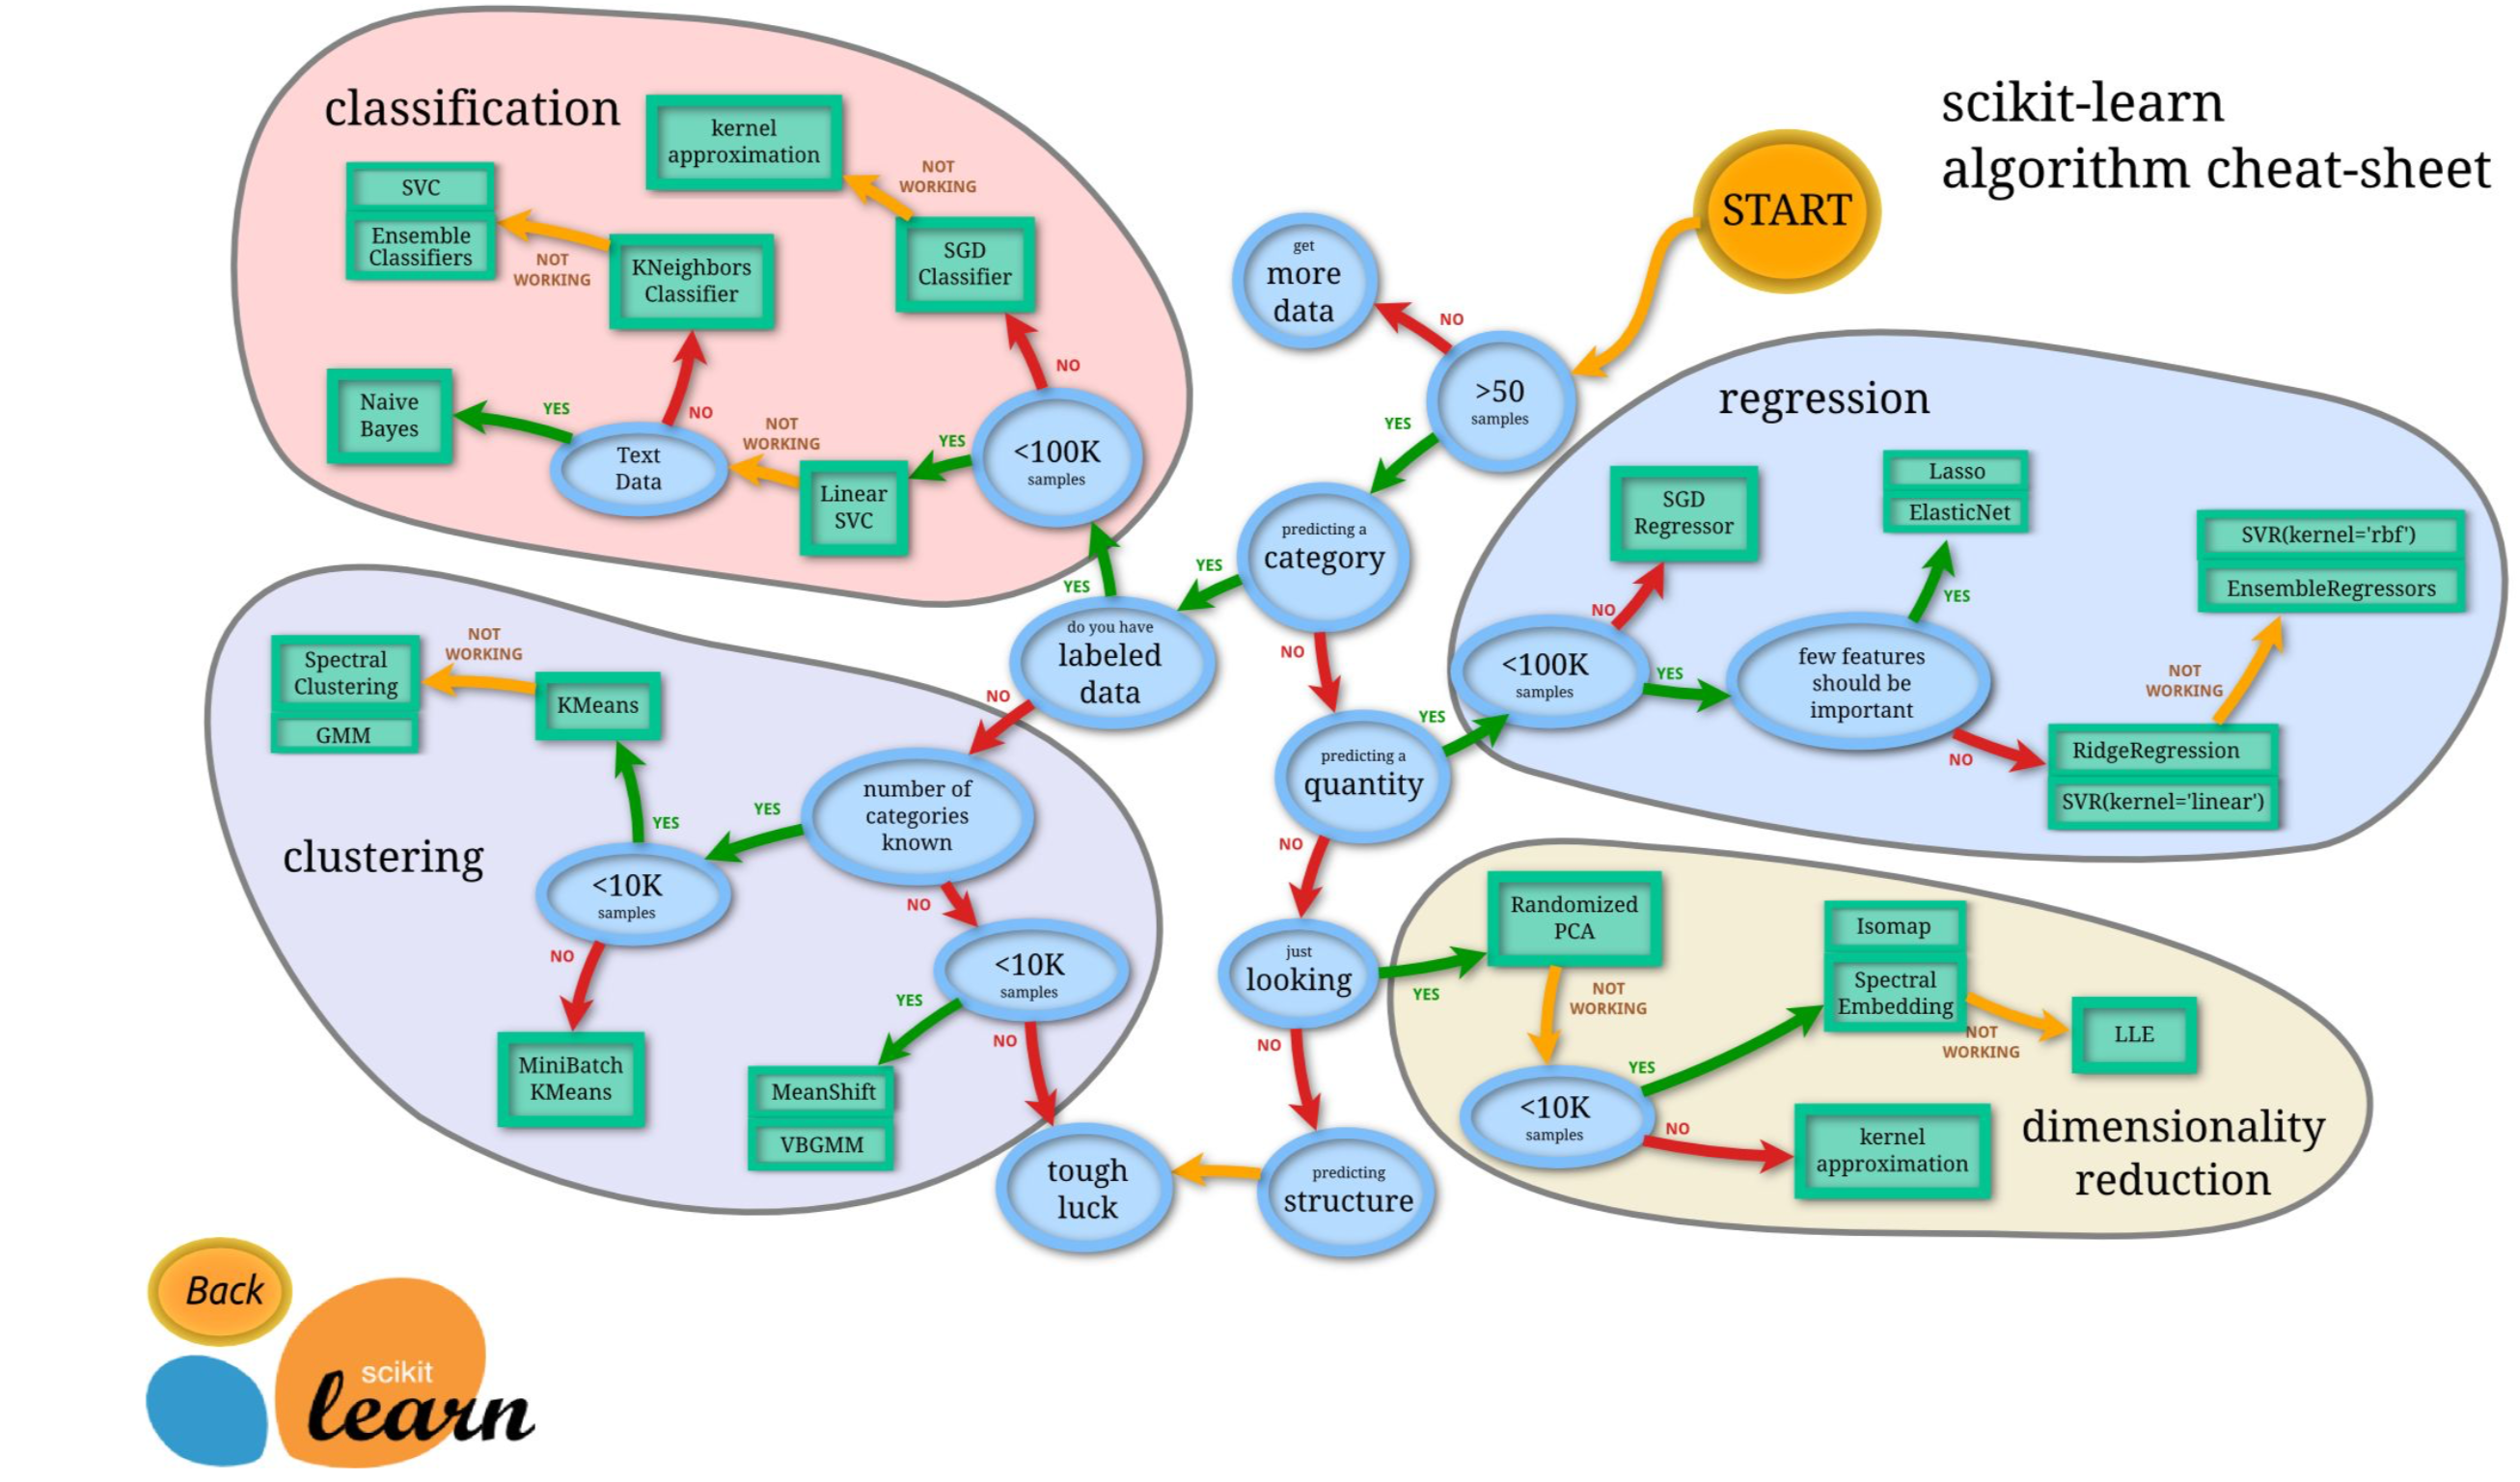 scikit-learn
algorithm cheat-sheet
START
get
more
data
NO
>50
samples
YES
predicting a
category
YES
NO
do you have
labeled
data
YES
NO
predicting a
quantity
YES
NO
just
looking
YES
NO
predicting
structure
tough
luck
classification
kernel
approximation
NOT
WORKING
SGD
Classifier
NO
<100K
samples
YES
Linear
SVC
NOT
WORKING
Text
Data
NO
YES
Naive
Bayes
KNeighbors
Classifier
NOT
WORKING
SVC
Ensemble
Classifiers
regression
<100K
samples
NO
SGD
Regressor
YES
few features
should be
important
YES
Lasso
ElasticNet
NO
RidgeRegression
SVR(kernel='linear')
NOT
WORKING
SVR(kernel='rbf')
EnsembleRegressors
clustering
number of
categories
known
YES
<10K
samples
YES
KMeans
NOT
WORKING
Spectral
Clustering
GMM
NO
MiniBatch
KMeans
NO
<10K
samples
YES
MeanShift
VBGMM
NO
dimensionality
reduction
Randomized
PCA
NOT
WORKING
<10K
samples
YES
Isomap
Spectral
Embedding
NOT
WORKING
LLE
NO
kernel
approximation
Back
scikit
learn